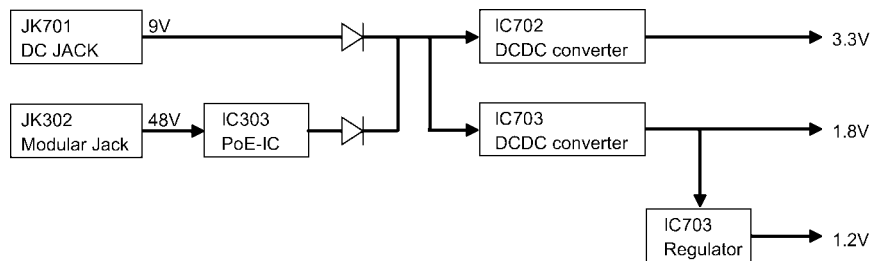 JK701
DC JACK
9V
IC702
DCDC converter
3.3V
JK302
Modular Jack
48V
IC303
PoE-IC
IC703
DCDC converter
1.8V
IC703
Regulator
1.2V